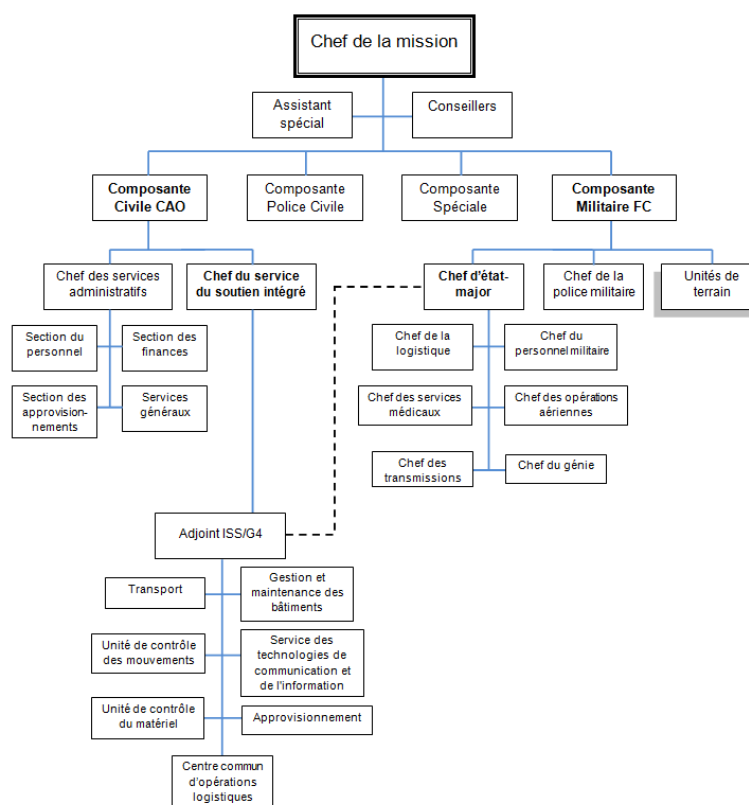 Chef de la mission
Assistant
spécial
Conseillers
Composante
Civile CAO
Composante
Police Civile
Composante
Spéciale
Composante
Militaire FC
Chef des services
administratifs
Chef du service
du soutien intégré
Chef d'état-
major
Chef de la
police militaire
Unités de
terrain
Section du
personnel
Section des
finances
Chef de la
logistique
Chef du
personnel militaire
Section des
approvision-
nements
Services
généraux
Chef des services
médicaux
Chef des opérations
aériennes
Chef des
transmissions
Chef du génie
Adjoint ISS/G4
Transport
Gestion et
maintenance des
bâtiments
Unité de contrôle
des mouvements
Service des
technologies de
communication et
de l'information
Unité de contrôle
du matériel
Approvisionnement
Centre commun
d'opérations
logistiques